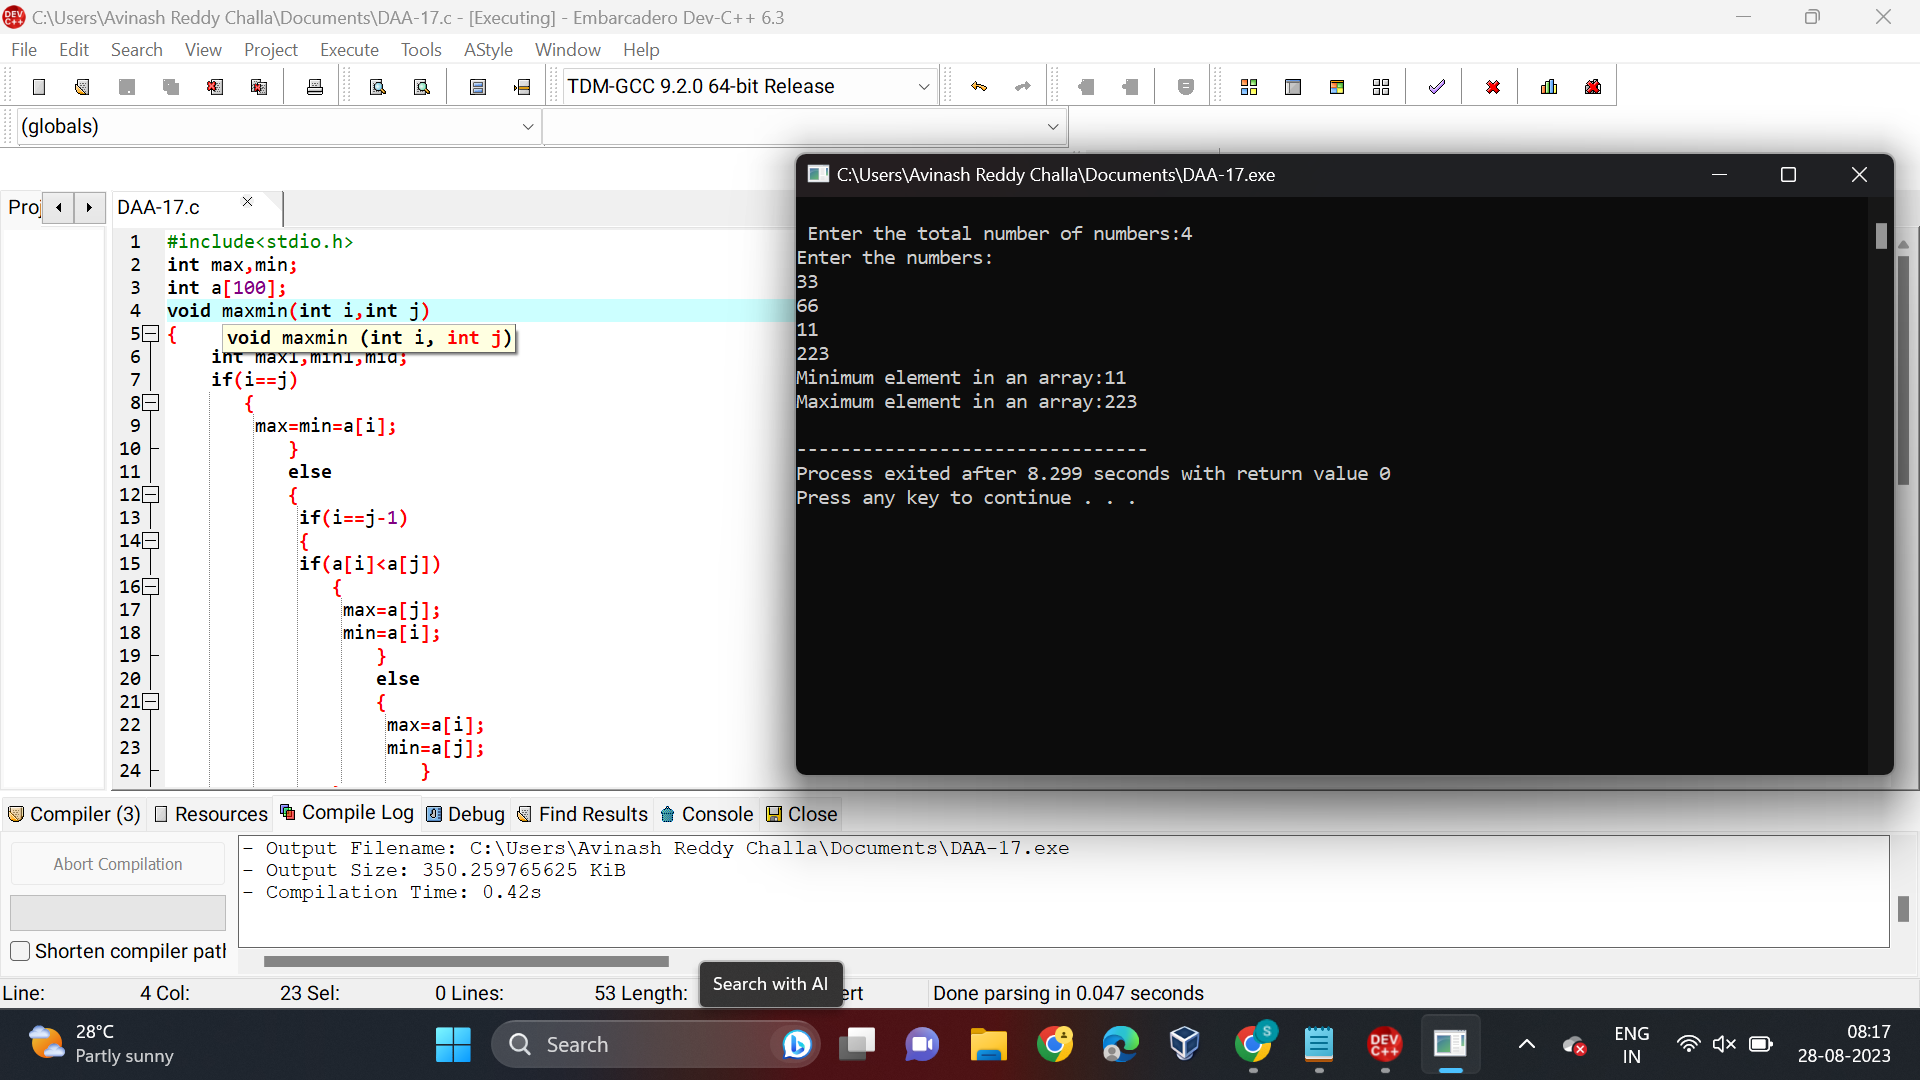 C:\Users\Avinash Reddy Challa\Documents\DAA-17.c - [Executing] - Embarcadero Dev-C++ 6.3
File Edit Search View Project Execute Tools AStyle Window Help
TDM-GCC 9.2.0 64-bit Release
(globals)
C:\Users\Avinash Reddy Challa\Documents\DAA-17.exe
Enter the total number of numbers:4
Enter the numbers:
33
66
11
223
Minimum element in an array:11
Maximum element in an array:223
--------------------------------
Process exited after 8.299 seconds with return value 0
Press any key to continue . . .
Proj
DAA-17.c
1 #include<stdio.h>
2 int max,min;
3 int a[100];
4 void maxmin(int i,int j)
5 {
void maxmin (int i, int j)
6 int max1,min1,mid;
7 if(i==j)
8 {
9 max=min=a[i];
10 }
11 else
12 {
13 if(i==j-1)
14 {
15 if(a[i]<a[j])
16 {
17 max=a[j];
18 min=a[i];
19 }
20 else
21 {
22 max=a[i];
23 min=a[j];
24 }
Compiler (3) Resources Compile Log Debug Find Results Console Close
Abort Compilation
Shorten compiler path
- Output Filename: C:\Users\Avinash Reddy Challa\Documents\DAA-17.exe
- Output Size: 350.259765625 KiB
- Compilation Time: 0.42s
Search with AI
Line: 4 Col: 23 Sel: 0 Lines: 53 Length: ert Done parsing in 0.047 seconds
28°C
Partly sunny
Search
DEV C++
S
ENG
IN
08:17
28-08-2023